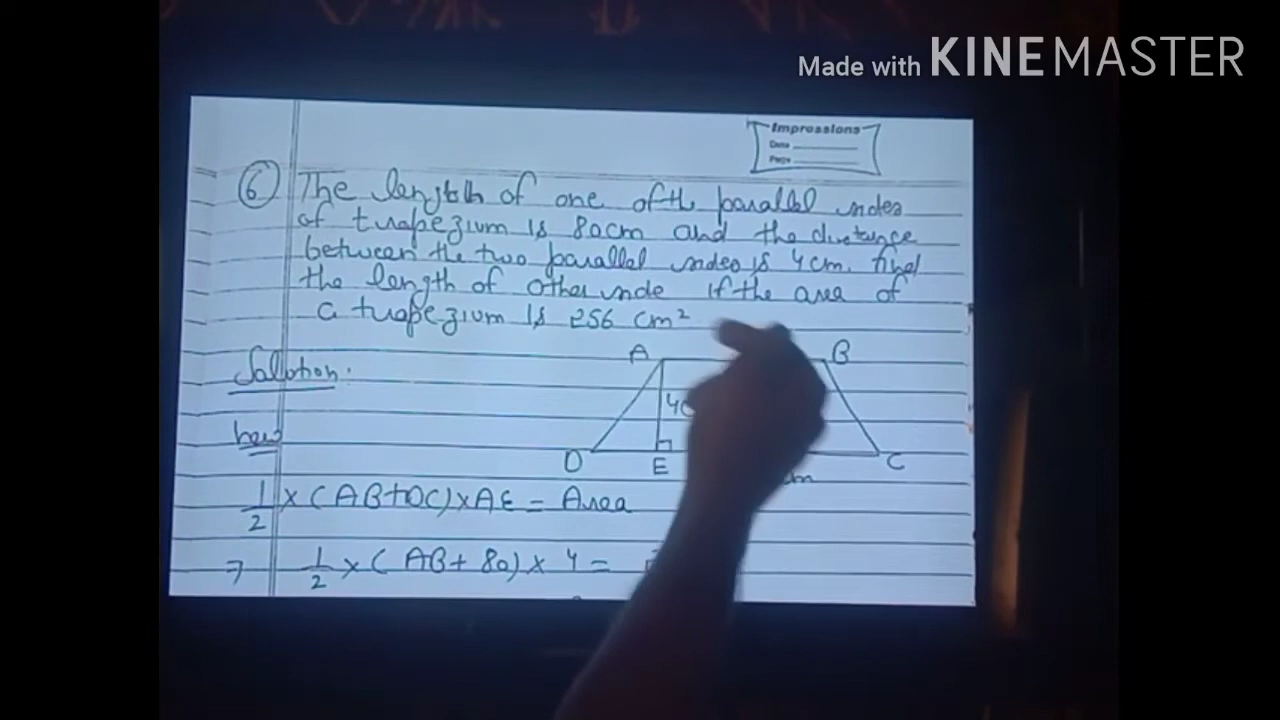 Made with KINEMASTER
Impressions
Date
Page
6 The length of one of the parallel sides
of trapezium is 80cm and the distance
between the two parallel sides is 4cm. find
the length of other side if the area of
a trapezium is 256 cm²
A B
Solution.
4c
here
D E C
m
1/2 × (AB+DC)×AE = Area
⇒ 1/2 × (AB+ 80) × 4 =